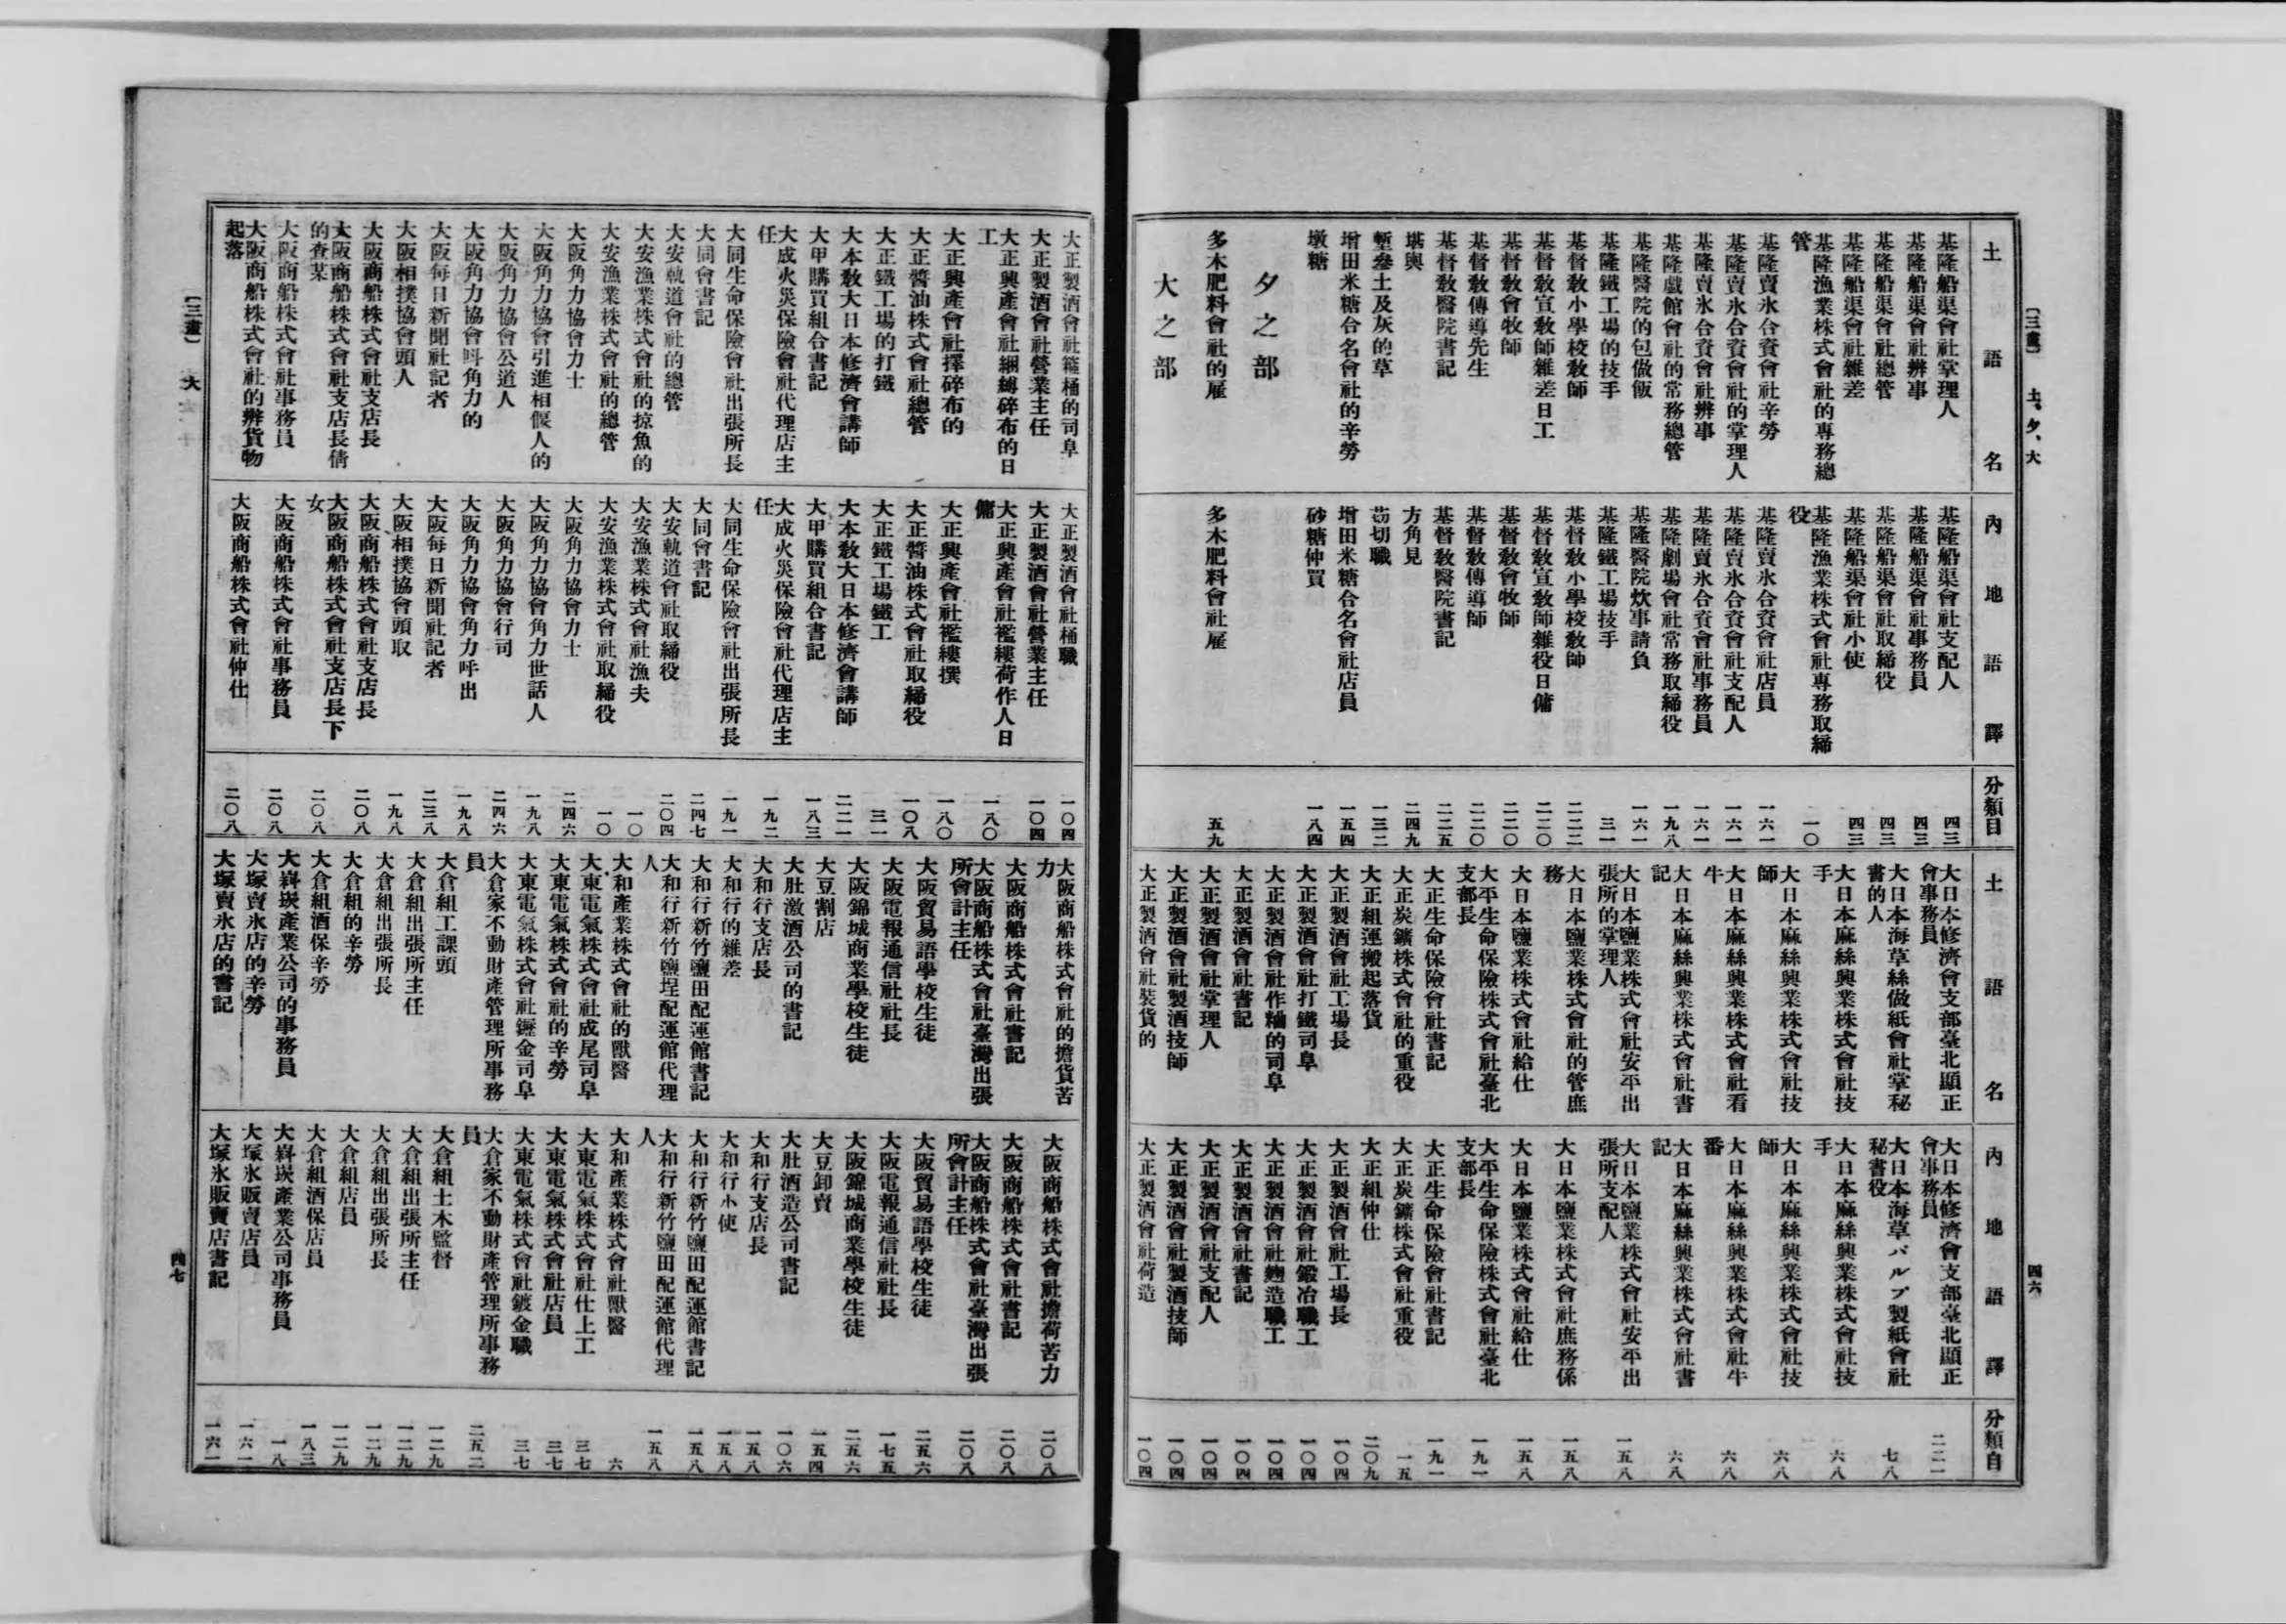 〔三畫〕 土、夕、大
四六
土語名
基隆船渠會社掌理人
基隆船渠會社辨事
基隆船渠會社總管
基隆船渠會社雜差
基隆漁業株式會社的專務總
管
基隆賣氷合資會社辛勞
基隆賣氷合資會社的掌理人
基隆賣氷合資會社辨事
基隆戲館會社的常務總管
基隆醫院的包做飯
基隆鐵工場的技手
基督敎小學校敎師
基督敎宣敎師雜差日工
基督敎會牧師
基督敎傳導先生
基督敎醫院書記
堪輿
塹參土及灰的草
增田米糖合名會社的辛勞
墩糖
夕之部
多木肥料會社的雇
大之部
內地語譯
基隆船渠會社支配人
基隆船渠會社事務員
基隆船渠會社取締役
基隆船渠會社小使
基隆漁業株式會社專務取締
役
基隆賣氷合資會社店員
基隆賣氷合資會社支配人
基隆賣氷合資會社事務員
基隆劇場會社常務取締役
基隆醫院炊事請負
基隆鐵工場技手
基督敎小學校敎師
基督敎宣敎師雜役日傭
基督敎會牧師
基督敎傳導師
基督敎醫院書記
方角見
苆切職
增田米糖合名會社店員
砂糖仲買
多木肥料會社雇
分類目
四三
四三
四三
四三
一〇
一六一
一六一
一六一
一九八
一六一
三一
二二二
二二〇
二二〇
二二〇
二二五
二四九
一三二
一五四
一八四
五九
土語名
大日本修濟會支部臺北顯正
會事務員
大日本海草絲做紙會社掌秘
書的人
大日本麻絲興業株式會社技
手
大日本麻絲興業株式會社技
師
大日本麻絲興業株式會社看
牛
大日本麻絲興業株式會社書
記
大日本鹽業株式會社安平出
張所的掌理人
大日本鹽業株式會社的管庶
務
大日本鹽業株式會社給仕
大平生命保險株式會社臺北
支部長
大正生命保險會社書記
大正炭鑛株式會社的重役
大正組運搬起落貨
大正製酒會社工場長
大正製酒會社打鐵司阜
大正製酒會社作粬的司阜
大正製酒會社書記
大正製酒會社掌理人
大正製酒會社製酒技師
大正製酒會社裝貨的
內地語譯
大日本修濟會支部臺北顯正
會事務員
大日本海草パルプ製紙會社
秘書役
大日本麻絲興業株式會社技
手
大日本麻絲興業株式會社技
師
大日本麻絲興業株式會社牛
番
大日本麻絲興業株式會社書
記
大日本鹽業株式會社安平出
張所支配人
大日本鹽業株式會社庶務係
大日本鹽業株式會社給仕
大平生命保險株式會社臺北
支部長
大正生命保險會社書記
大正炭鑛株式會社重役
大正組仲仕
大正製酒會社工場長
大正製酒會社鍛冶職工
大正製酒會社麯造職工
大正製酒會社書記
大正製酒會社支配人
大正製酒會社製酒技師
大正製酒會社荷造
分類目
二二一
七八
六八
六八
六八
六八
一五八
一五八
一五八
一九一
一九一
一五
二〇九
一〇四
一〇四
一〇四
一〇四
一〇四
一〇四
一〇四
大正製酒會社箍桶的司阜
大正製酒會社營業主任
大正興產會社綑縛碎布的日
工
大正興產會社擇碎布的
大正醬油株式會社總管
大正鐵工場的打鐵
大本敎大日本修濟會講師
大甲購買組合書記
大成火災保險會社代理店主
任
大同生命保險會社出張所長
大同會書記
大安軌道會社的總管
大安漁業株式會社的掠魚的
大安漁業株式會社的總管
大阪角力協會力士
大阪角力協會引進相偃人的
大阪角力協會公道人
大阪角力協會呌角力的
大阪每日新聞社記者
大阪相撲協會頭人
大阪商船株式會社支店長
大阪商船株式會社支店長倩
的查某
大阪商船株式會社事務員
大阪商船株式會社的辨貨物
起落
大正製酒會社桶職
大正製酒會社營業主任
大正興產會社襤縷荷作人日
傭
大正興產會社襤縷撰
大正醬油株式會社取締役
大正鐵工場鐵工
大本敎大日本修濟會講師
大甲購買組合書記
大成火災保險會社代理店主
任
大同生命保險會社出張所長
大同會書記
大安軌道會社取締役
大安漁業株式會社漁夫
大安漁業株式會社取締役
大阪角力協會力士
大阪角力協會角力世話人
大阪角力協會行司
大阪角力協會角力呼出
大阪每日新聞社記者
大阪相撲協會頭取
大阪商船株式會社支店長
大阪商船株式會社支店長下
女
大阪商船株式會社事務員
大阪商船株式會社仲仕
一〇四
一〇四
一八〇
一八〇
一〇八
三一
二二一
一八三
一九二
一九一
二四七
二〇四
一〇
一〇
二四六
一九八
二四六
一九八
二三八
一九八
二〇八
二〇八
二〇八
二〇八
大阪商船株式會社的擔貨苦
力
大阪商船株式會社書記
大阪商船株式會社臺灣出張
所會計主任
大阪貿易語學校生徒
大阪電報通信社社長
大阪錦城商業學校生徒
大豆割店
大肚激酒公司的書記
大和行支店長
大和行的雜差
大和行新竹鹽田配運館書記
大和行新竹鹽埕配運館代理
人
大和產業株式會社的獸醫
大東電氣株式會社成尾司阜
大東電氣株式會社的辛勞
大東電氣株式會社鍍金司阜
大倉家不動財產管理所事務
員
大倉組工課頭
大倉組出張所主任
大倉組出張所長
大倉組的辛勞
大倉組酒保辛勞
大嵙崁產業公司的事務員
大塚賣氷店的辛勞
大塚賣氷店的書記
大阪商船株式會社擔荷苦力
大阪商船株式會社書記
大阪商船株式會社臺灣出張
所會計主任
大阪貿易語學校生徒
大阪電報通信社社長
大阪錦城商業學校生徒
大豆卸賣
大肚酒造公司書記
大和行支店長
大和行小使
大和行新竹鹽田配運館書記
大和行新竹鹽田配運館代理
人
大和產業株式會社獸醫
大東電氣株式會社仕上工
大東電氣株式會社店員
大東電氣株式會社鍍金職
大倉家不動財產管理所事務
員
大倉組土木監督
大倉組出張所主任
大倉組出張所長
大倉組店員
大倉組酒保店員
大嵙崁產業公司事務員
大塚氷販賣店員
大塚氷販賣店書記
二〇八
二〇八
二〇八
二五六
一七五
二五六
一五四
一〇六
一五八
一五八
一五八
一五八
六
三七
三七
三七
二五二
一二九
一二九
一二九
一二九
一八三
一八
一六一
一六一
〔三畫〕 大
四七